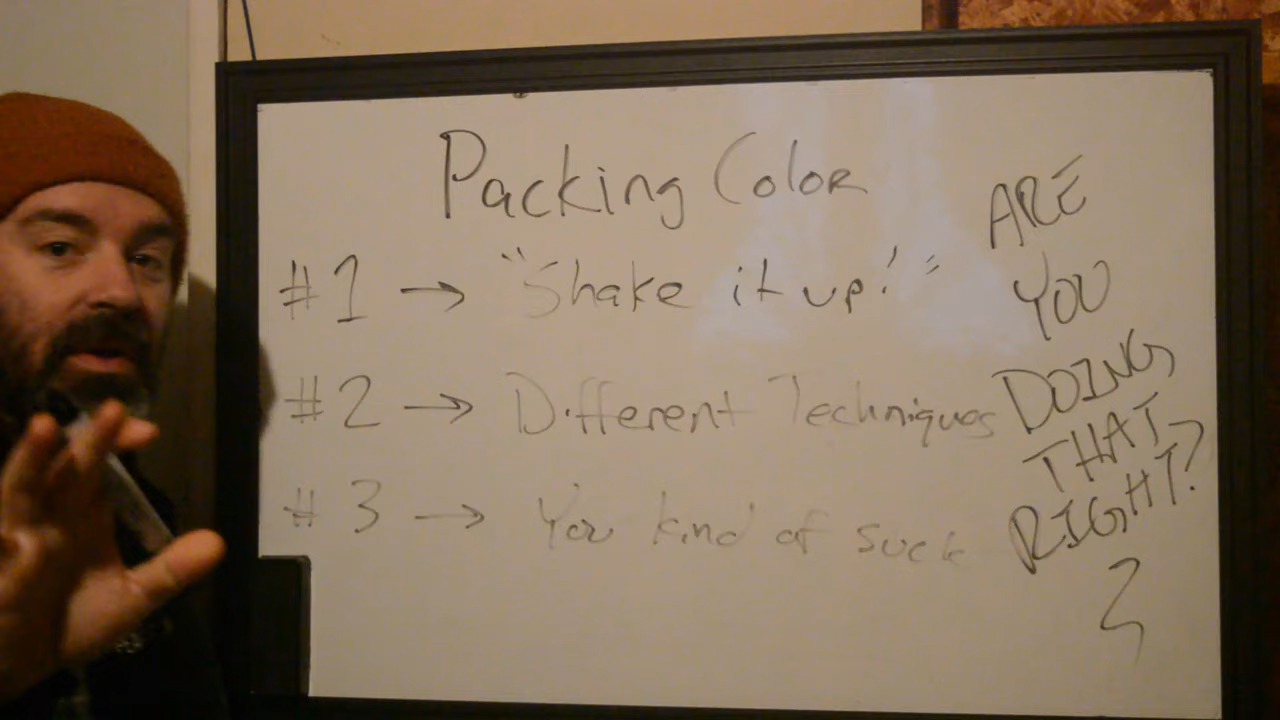 Packing Color
#1 → "Shake it up!"
#2 → Different Techniques
#3 → You kind of suck
ARE
YOU
DOING
THAT
RIGHT?